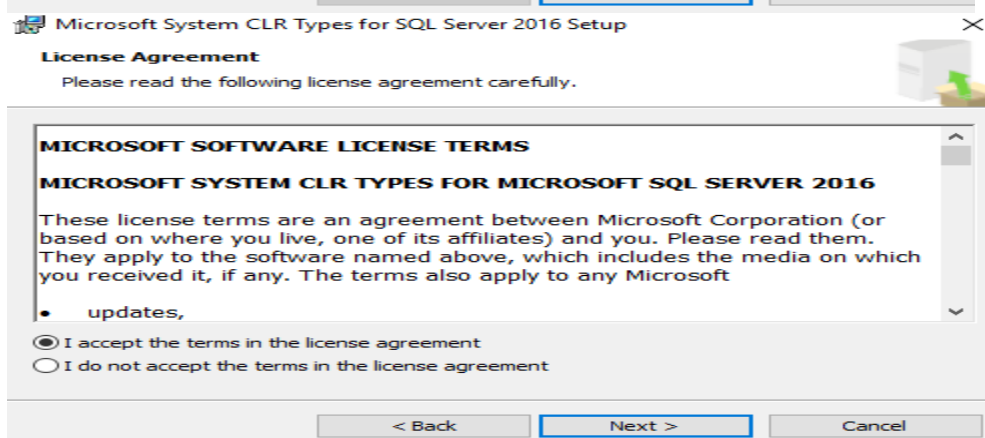 Microsoft System CLR Types for SQL Server 2016 Setup
License Agreement
Please read the following license agreement carefully.
MICROSOFT SOFTWARE LICENSE TERMS
MICROSOFT SYSTEM CLR TYPES FOR MICROSOFT SQL SERVER 2016
These license terms are an agreement between Microsoft Corporation (or
based on where you live, one of its affiliates) and you. Please read them.
They apply to the software named above, which includes the media on which
you received it, if any. The terms also apply to any Microsoft
• updates,
I accept the terms in the license agreement
I do not accept the terms in the license agreement
< Back Next > Cancel